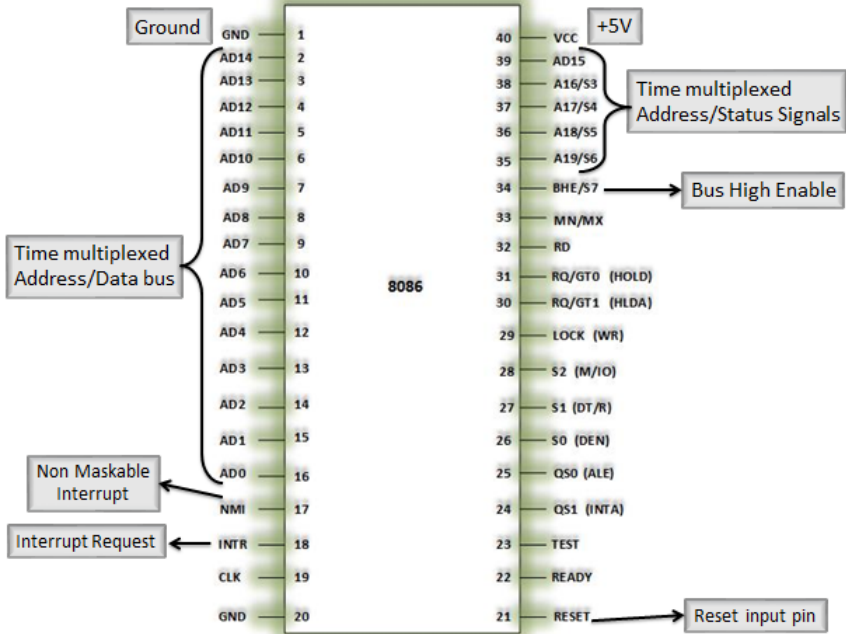 Ground
GND 1
AD14 2
AD13 3
AD12 4
AD11 5
AD10 6
AD9 7
AD8 8
AD7 9
AD6 10
AD5 11
AD4 12
AD3 13
AD2 14
AD1 15
AD0 16
NMI 17
INTR 18
CLK 19
GND 20
Time multiplexed
Address/Data bus
Non Maskable
Interrupt
Interrupt Request
8086
+5V
40 VCC
39 AD15
38 A16/S3
37 A17/S4
36 A18/S5
35 A19/S6
34 BHE/S7
33 MN/MX
32 RD
31 RQ/GT0 (HOLD)
30 RQ/GT1 (HLDA)
29 LOCK (WR)
28 S2 (M/IO)
27 S1 (DT/R)
26 S0 (DEN)
25 QS0 (ALE)
24 QS1 (INTA)
23 TEST
22 READY
21 RESET
Time multiplexed
Address/Status Signals
Bus High Enable
Reset input pin